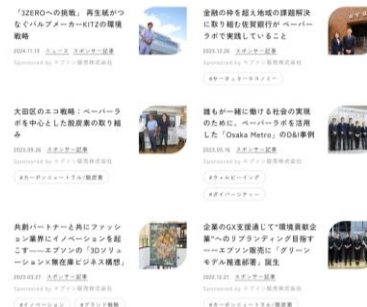 「3ZEROへの挑戦」 再生紙がつ
なぐバルブメーカーKITZの環境
戦略
2024.11.13 ニュース スポンサー記事
Sponsored by エプソン販売株式会社
金融の枠を超え地域の課題解決
に取り組む佐賀銀行が ペーパー
ラボで実践していること
2023.12.26 スポンサー記事
Sponsored by エプソン販売株式会社
#サーキュラーエコノミー
大田区のエコ戦略:ペーパーラ
ボを中心とした脱炭素の取り組
み
2023.09.26 スポンサー記事
Sponsored by エプソン販売株式会社
#カーボンニュートラル/脱炭素
誰もが一緒に働ける社会の実現
のために。ペーパーラボを活用
した「Osaka Metro」のD&I事例
2023.05.16 スポンサー記事
Sponsored by エプソン販売株式会社
#ウェルビーイング
#ダイバーシティー
共創パートナーと共にファッシ
ョン業界にイノベーションを起
こす――エプソンの「3Dソリュ
ーション×無在庫ビジネス構想」
2023.03.27 スポンサー記事
Sponsored by エプソン販売株式会社
#イノベーション #ブランド戦略
企業のGX支援通じて“環境貢献企
業”へのリブランディング目指す
――エプソン販売に「グリーン
モデル推進部署」誕生
2022.12.21 スポンサー記事
Sponsored by エプソン販売株式会社
#カーボンニュートラル/脱炭素